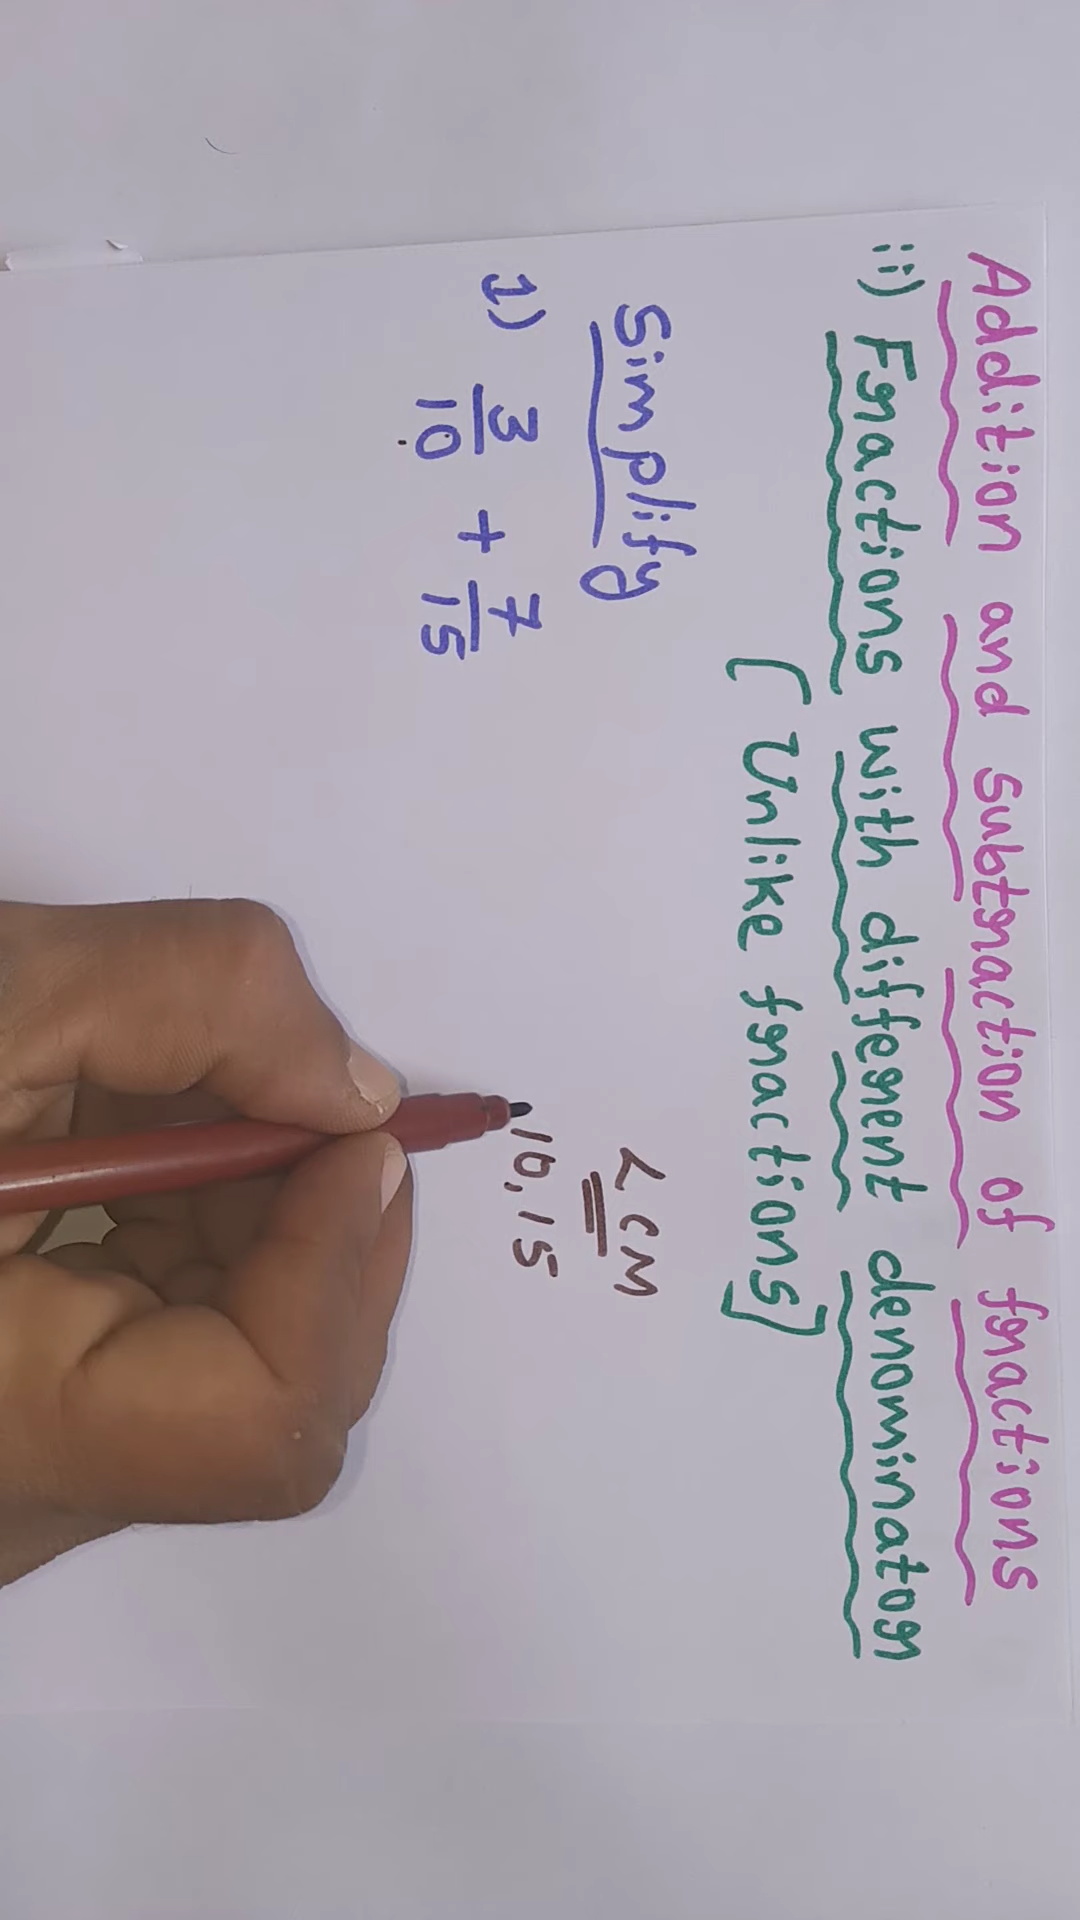 Addition and subtraction of fractions
ii) Fractions with different denominator
[Unlike fractions]
Simplify
1) 3/10 + 7/15
LCM
10, 15